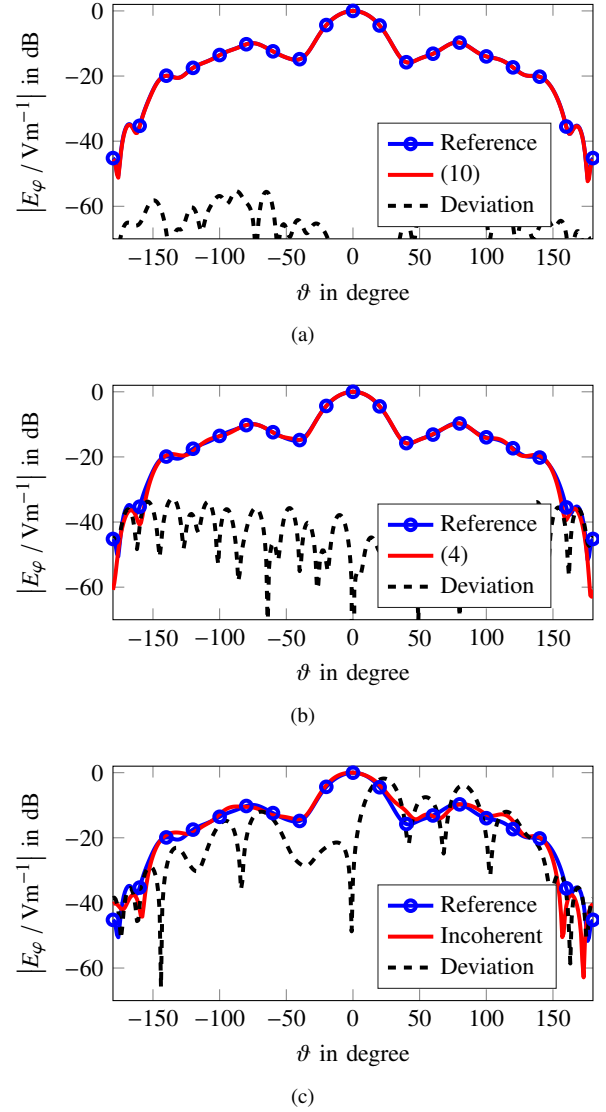 0
−20
−40
−60
|E_φ / Vm⁻¹| in dB
Reference
(10)
Deviation
−150 −100 −50 0 50 100 150
ϑ in degree
(a)
0
−20
−40
−60
|E_φ / Vm⁻¹| in dB
Reference
(4)
Deviation
−150 −100 −50 0 50 100 150
ϑ in degree
(b)
0
−20
−40
−60
|E_φ / Vm⁻¹| in dB
Reference
Incoherent
Deviation
−150 −100 −50 0 50 100 150
ϑ in degree
(c)